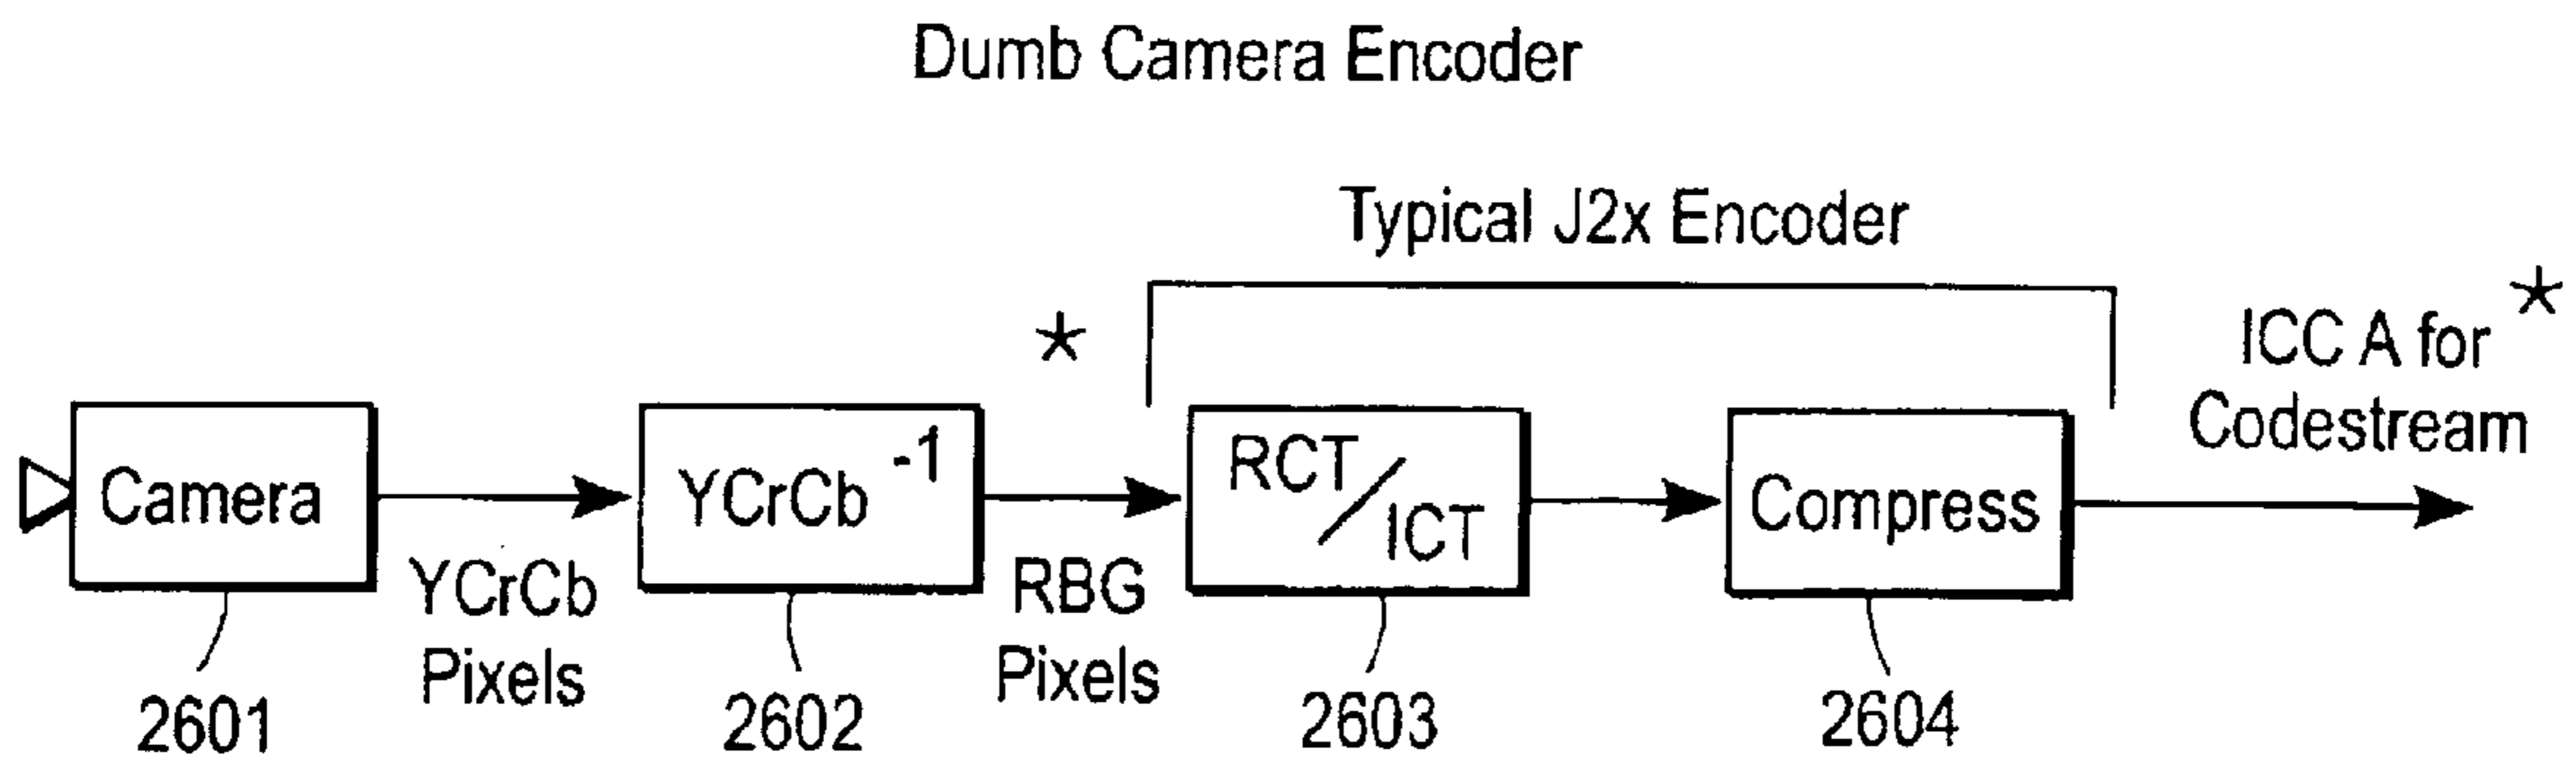 Dumb Camera Encoder
Typical J2x Encoder
*
*
ICC A for
Codestream
Camera
YCrCb
Pixels
YCrCb -1
RBG
Pixels
RCT/ICT
Compress
2601
2602
2603
2604